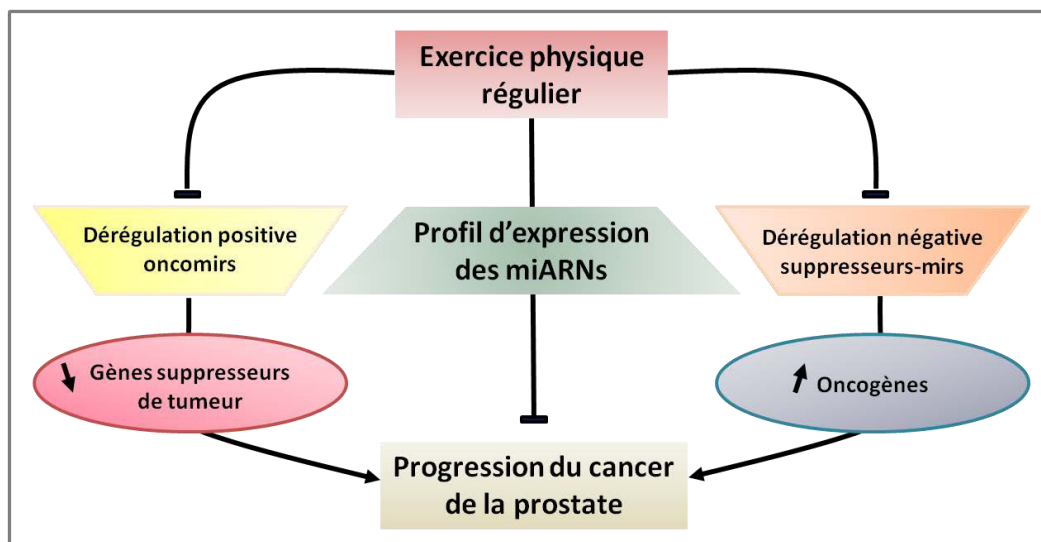 Exercice physique
régulier
Dérégulation positive
oncomirs
Profil d'expression
des miARNs
Dérégulation négative
suppresseurs-mirs
Gènes suppresseurs
de tumeur
Oncogènes
Progression du cancer
de la prostate